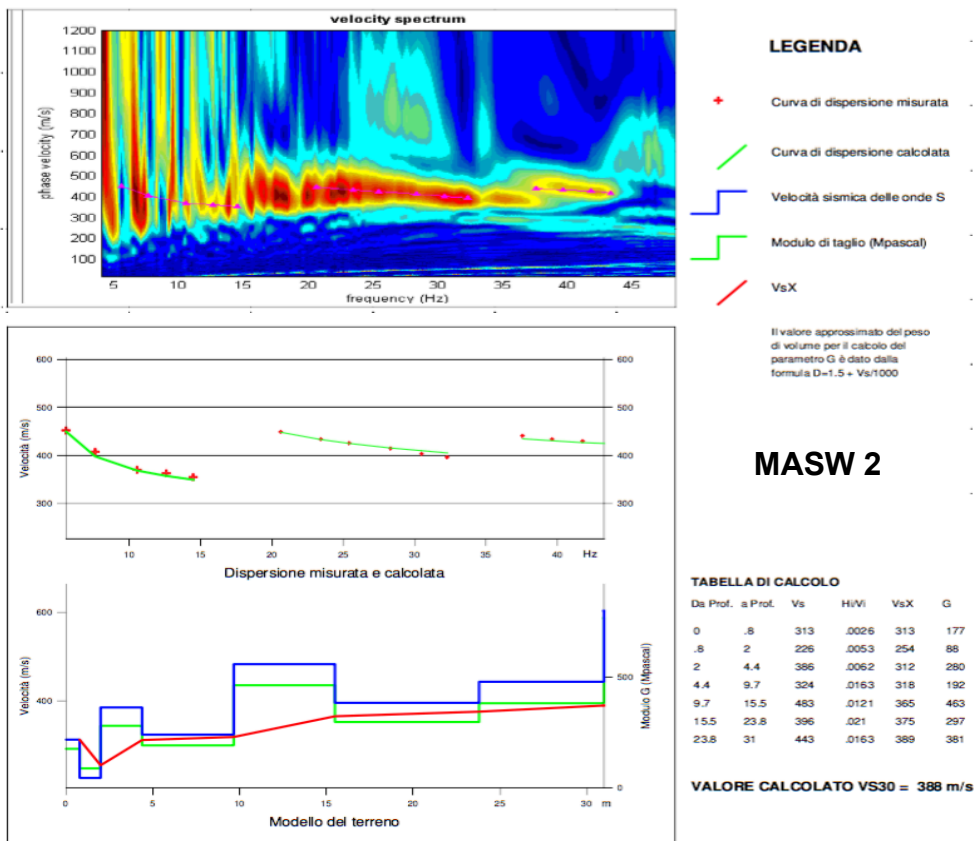 velocity spectrum
phase velocity (m/s)
1200
1000
900
800
700
600
500
400
300
200
100
5
10
15
20
25
30
35
40
45
frequency (Hz)
LEGENDA
Curva di dispersione misurata
Curva di dispersione calcolata
Velocità sismica delle onde S
Modulo di taglio (Mpascal)
VsX
Il valore approssimato del peso
di volume per il calcolo del
parametro G è dato dalla
formula D=1.5 + Vs/1000
MASW 2
Velocità (m/s)
600
500
400
300
600
500
400
300
10
15
20
25
30
35
40
Hz
Dispersione misurata e calcolata
Velocità (m/s)
600
400
500
0
Modulo G (Mpascal)
0
5
10
15
20
25
30
m
Modello del terreno
TABELLA DI CALCOLO
Da Prof. a Prof. Vs Hi/Vi VsX G
0 .8 313 .0026 313 177
.8 2 226 .0053 254 88
2 4.4 386 .0062 312 280
4.4 9.7 324 .0163 318 192
9.7 15.5 483 .0121 365 463
15.5 23.8 396 .021 375 297
23.8 31 443 .0163 389 381
VALORE CALCOLATO VS30 = 388 m/s